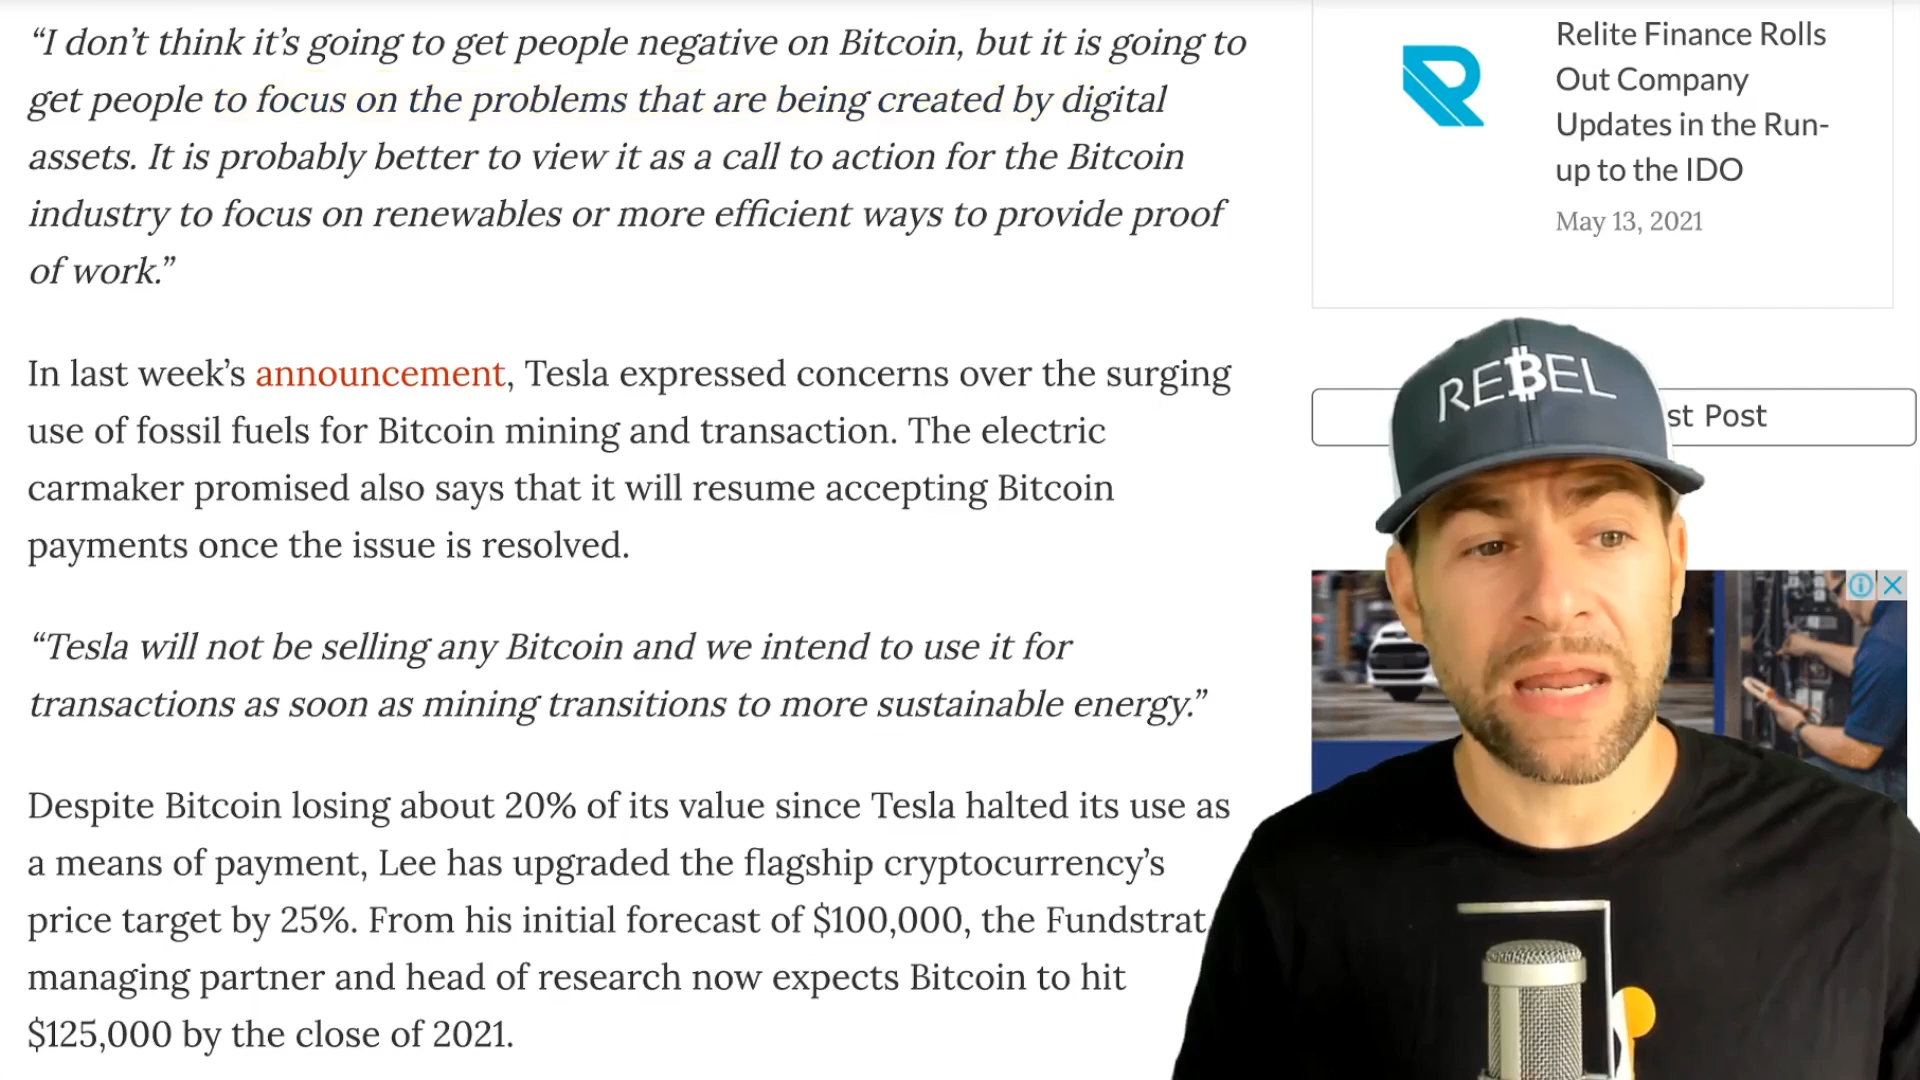 “I don’t think it’s going to get people negative on Bitcoin, but it is going to
get people to focus on the problems that are being created by digital
assets. It is probably better to view it as a call to action for the Bitcoin
industry to focus on renewables or more efficient ways to provide proof
of work.”
In last week’s announcement, Tesla expressed concerns over the surging
use of fossil fuels for Bitcoin mining and transaction. The electric
carmaker promised also says that it will resume accepting Bitcoin
payments once the issue is resolved.
“Tesla will not be selling any Bitcoin and we intend to use it for
transactions as soon as mining transitions to more sustainable energy.”
Despite Bitcoin losing about 20% of its value since Tesla halted its use as
a means of payment, Lee has upgraded the flagship cryptocurrency’s
price target by 25%. From his initial forecast of $100,000, the Fundstrat
managing partner and head of research now expects Bitcoin to hit
$125,000 by the close of 2021.
Relite Finance Rolls
Out Company
Updates in the Run-
up to the IDO
May 13, 2021
st Post
RE₿EL